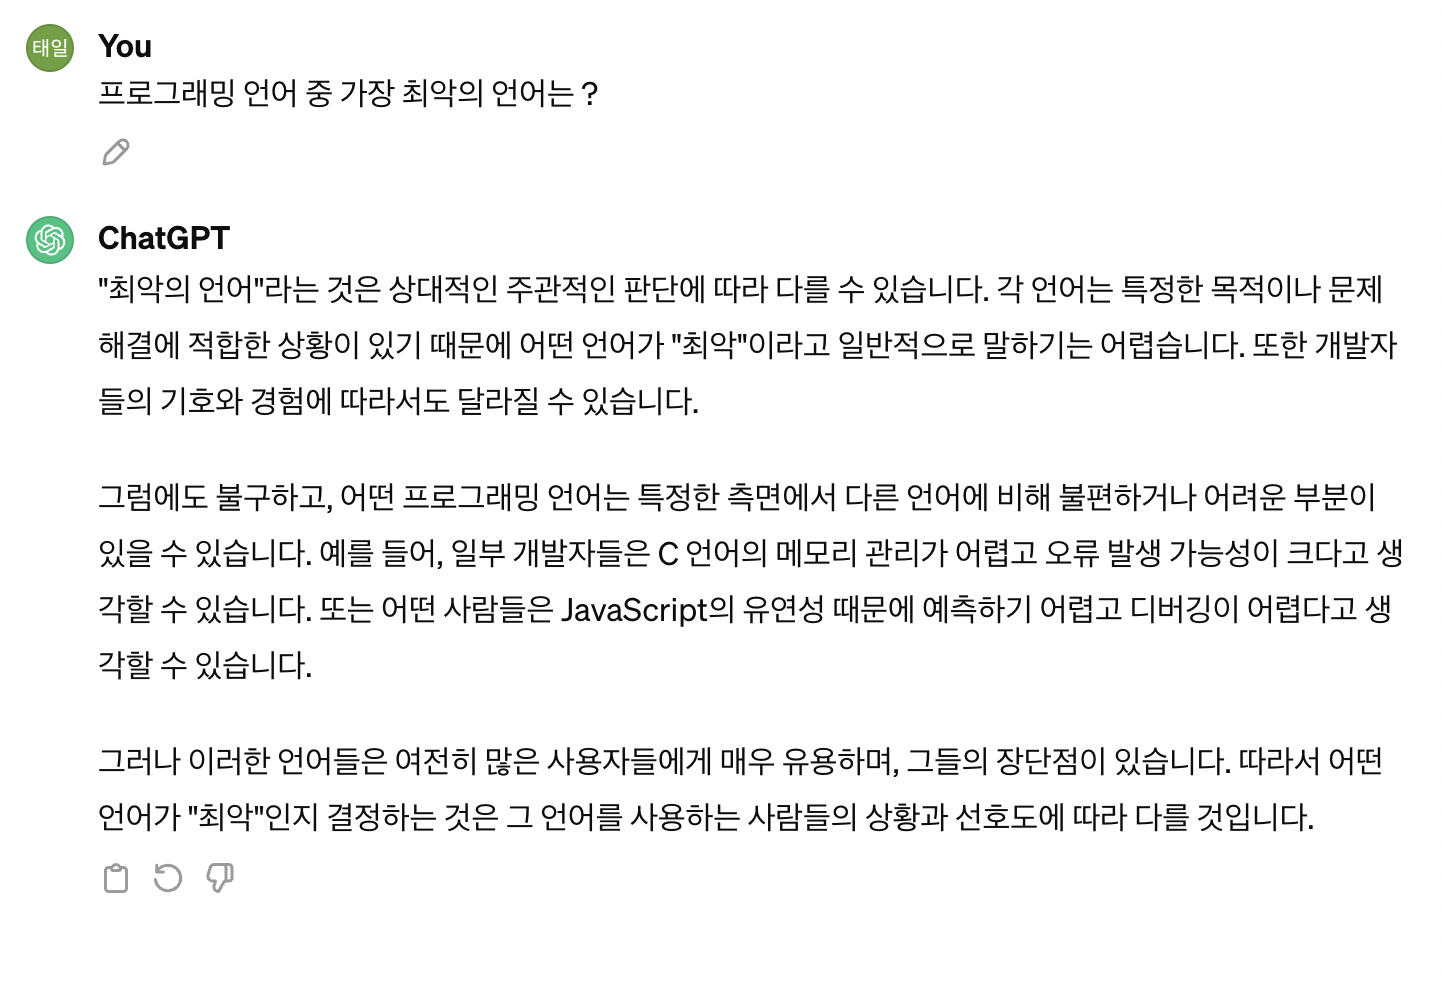 태일
You
프로그래밍 언어 중 가장 최악의 언어는 ?
ChatGPT
"최악의 언어"라는 것은 상대적인 주관적인 판단에 따라 다를 수 있습니다. 각 언어는 특정한 목적이나 문제
해결에 적합한 상황이 있기 때문에 어떤 언어가 "최악"이라고 일반적으로 말하기는 어렵습니다. 또한 개발자
들의 기호와 경험에 따라서도 달라질 수 있습니다.
그럼에도 불구하고, 어떤 프로그래밍 언어는 특정한 측면에서 다른 언어에 비해 불편하거나 어려운 부분이
있을 수 있습니다. 예를 들어, 일부 개발자들은 C 언어의 메모리 관리가 어렵고 오류 발생 가능성이 크다고 생
각할 수 있습니다. 또는 어떤 사람들은 JavaScript의 유연성 때문에 예측하기 어렵고 디버깅이 어렵다고 생
각할 수 있습니다.
그러나 이러한 언어들은 여전히 많은 사용자들에게 매우 유용하며, 그들의 장단점이 있습니다. 따라서 어떤
언어가 "최악"인지 결정하는 것은 그 언어를 사용하는 사람들의 상황과 선호도에 따라 다를 것입니다.